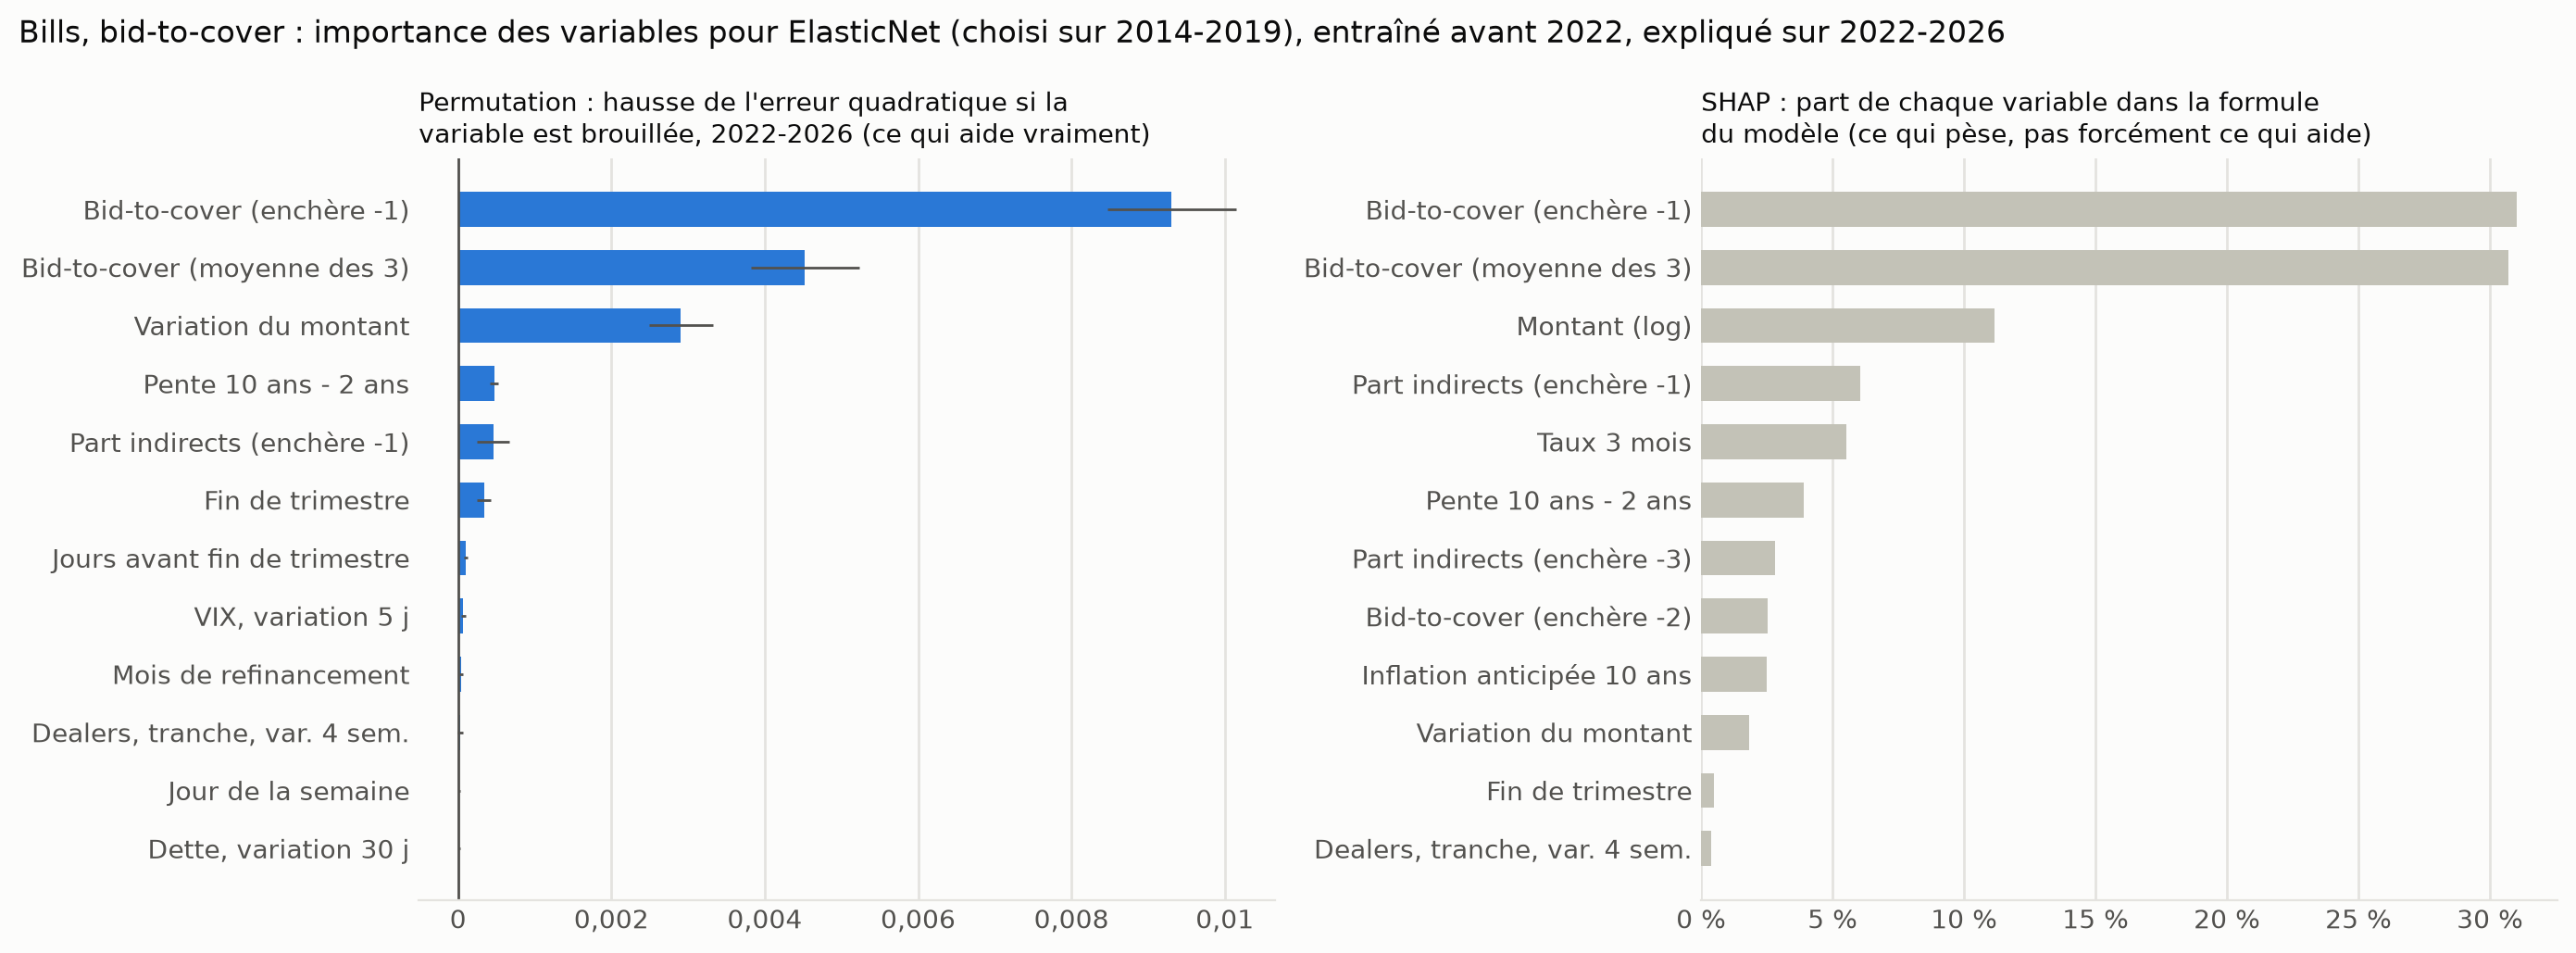 Bills, bid-to-cover : importance des variables pour ElasticNet (choisi sur 2014-2019), entraîné avant 2022, expliqué sur 2022-2026
Permutation : hausse de l'erreur quadratique si la
variable est brouillée, 2022-2026 (ce qui aide vraiment)
Bid-to-cover (enchère -1)
Bid-to-cover (moyenne des 3)
Variation du montant
Pente 10 ans - 2 ans
Part indirects (enchère -1)
Fin de trimestre
Jours avant fin de trimestre
VIX, variation 5 j
Mois de refinancement
Dealers, tranche, var. 4 sem.
Jour de la semaine
Dette, variation 30 j
0
0,002
0,004
0,006
0,008
0,01
SHAP : part de chaque variable dans la formule
du modèle (ce qui pèse, pas forcément ce qui aide)
Bid-to-cover (enchère -1)
Bid-to-cover (moyenne des 3)
Montant (log)
Part indirects (enchère -1)
Taux 3 mois
Pente 10 ans - 2 ans
Part indirects (enchère -3)
Bid-to-cover (enchère -2)
Inflation anticipée 10 ans
Variation du montant
Fin de trimestre
Dealers, tranche, var. 4 sem.
0 %
5 %
10 %
15 %
20 %
25 %
30 %